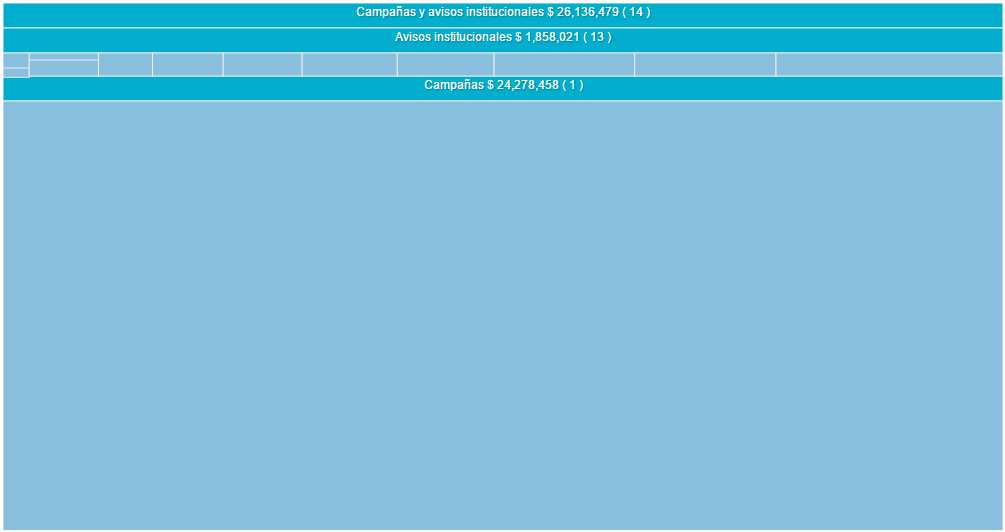 Campañas y avisos institucionales $ 26,136,479 ( 14 )
Avisos institucionales $ 1,858,021 ( 13 )
Campañas $ 24,278,458 ( 1 )